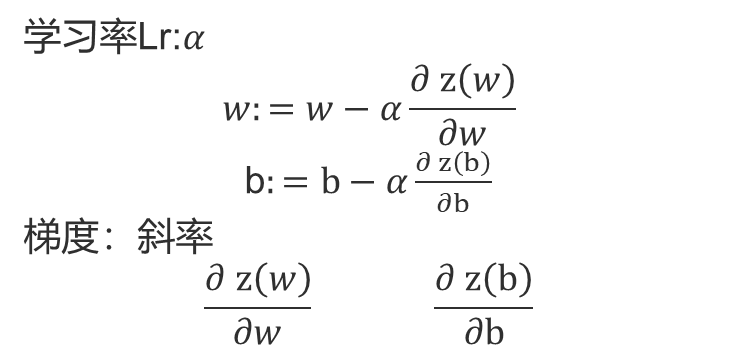 学习率Lr:α
w: = w − α ∂ z(w) / ∂w
b: = b − α ∂ z(b) / ∂b
梯度：斜率
∂ z(w) / ∂w    ∂ z(b) / ∂b